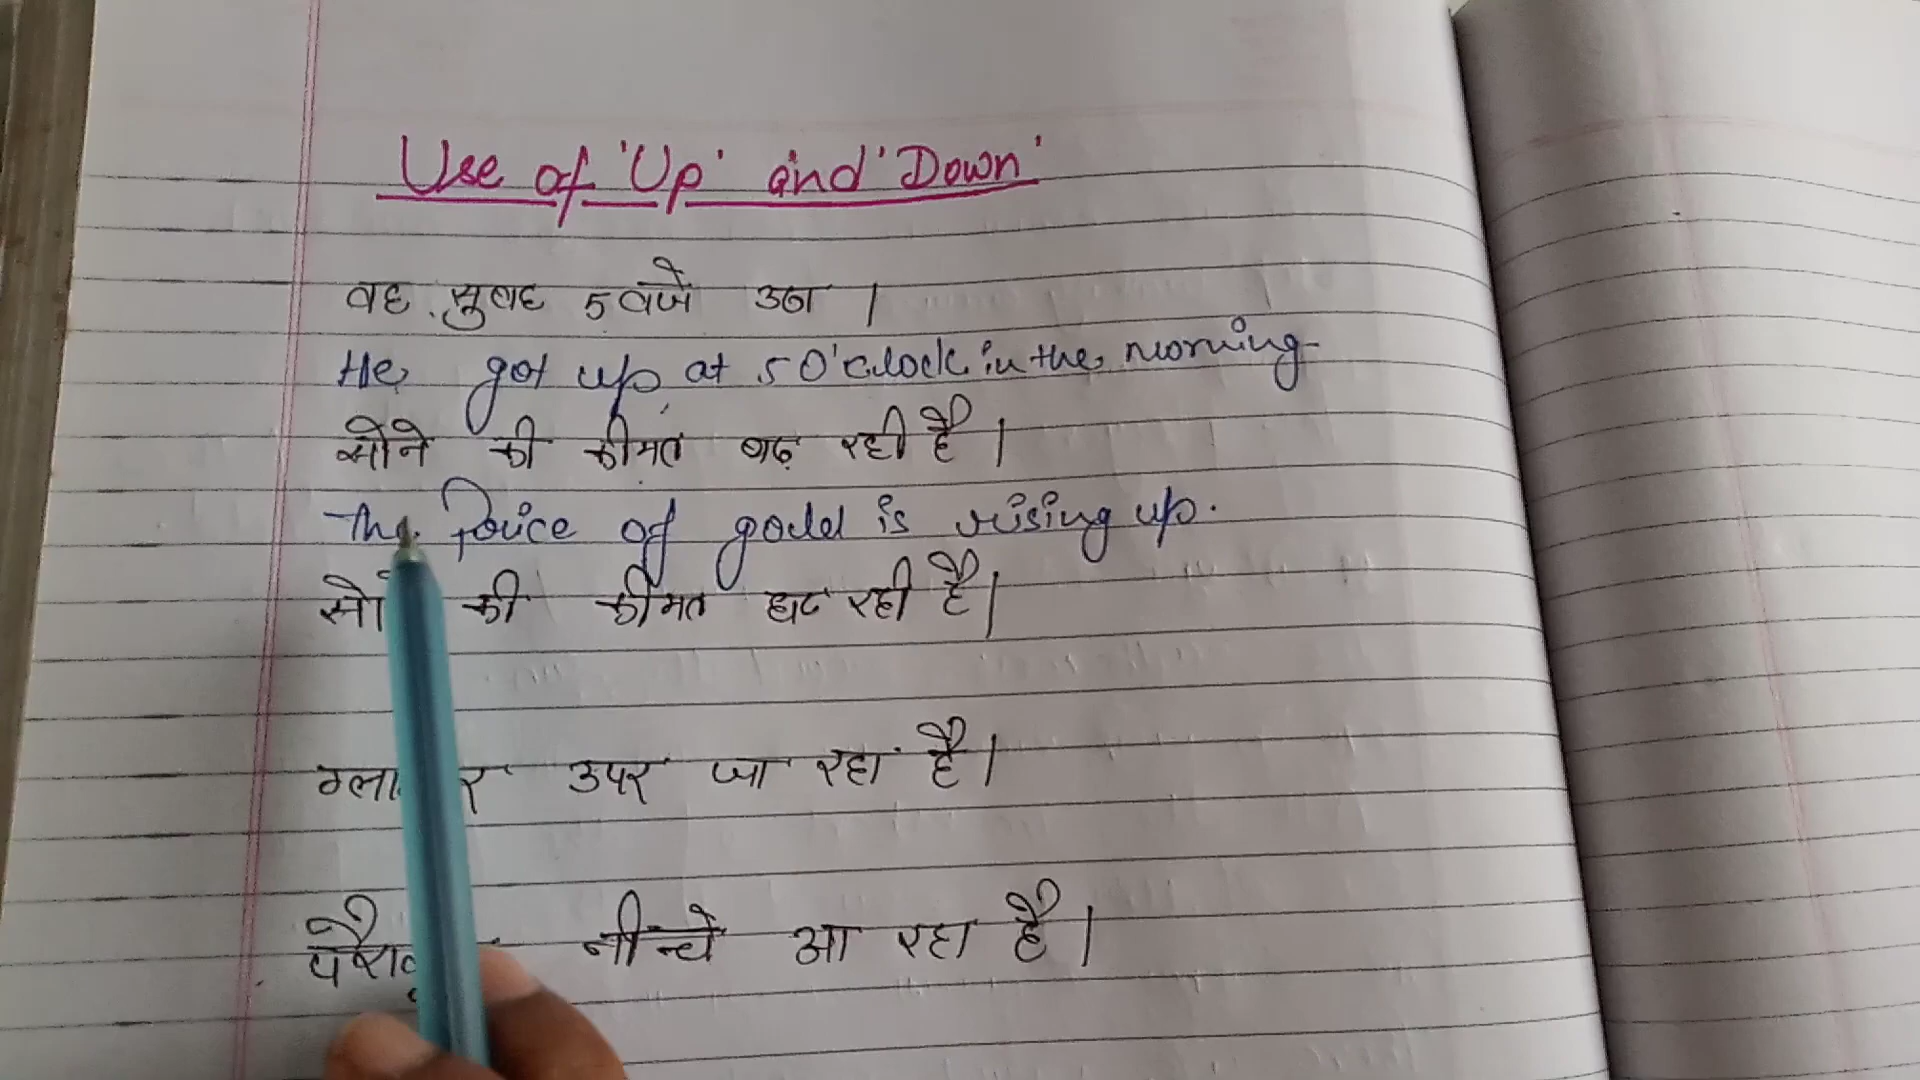 Use of 'Up' and 'Down'
वह सुबह 5 बजे उठा ।
He got up at 5 O'clock in the morning
सोने की कीमत बढ़ रही है ।
The Price of gold is rising up.
की कीमत घट रही है ।
उपर जा रहा है ।
नीचे आ रहा है ।